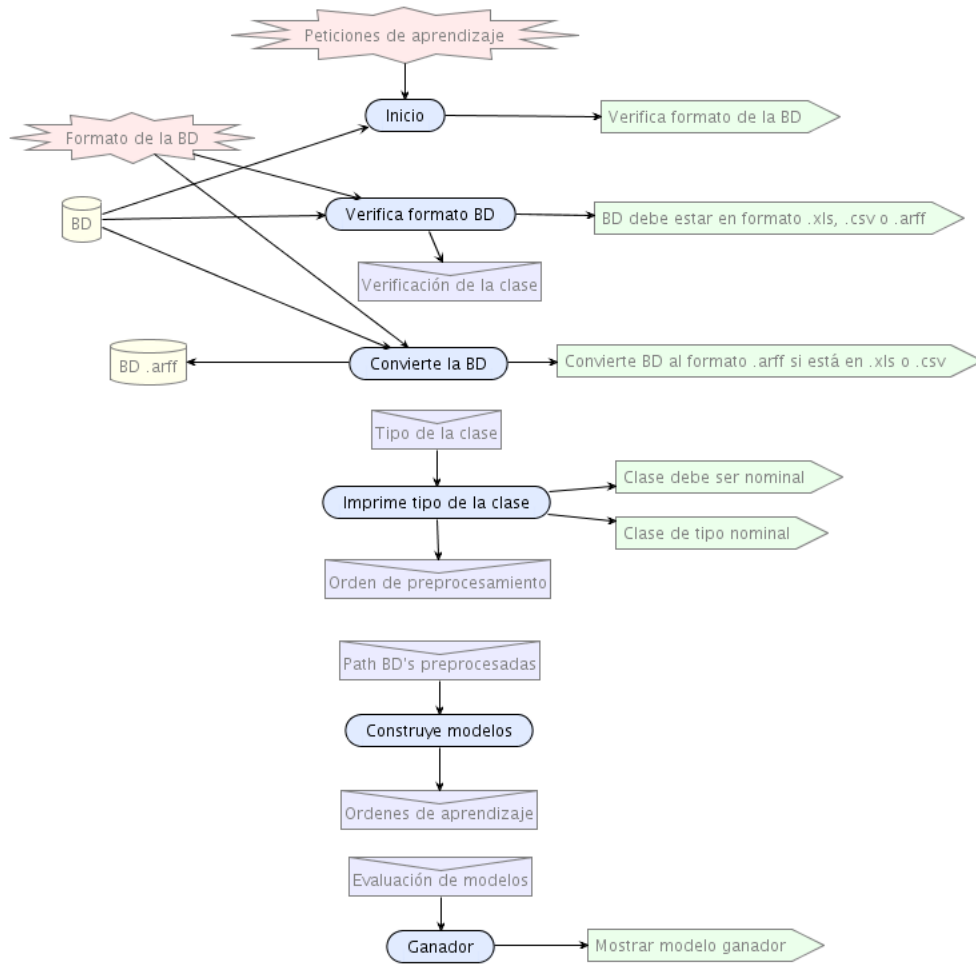 Peticiones de aprendizaje
Inicio
Verifica formato de la BD
Formato de la BD
BD
Verifica formato BD
BD debe estar en formato .xls, .csv o .arff
Verificación de la clase
BD .arff
Convierte la BD
Convierte BD al formato .arff si está en .xls o .csv
Tipo de la clase
Imprime tipo de la clase
Clase debe ser nominal
Clase de tipo nominal
Orden de preprocesamiento
Path BD's preprocesadas
Construye modelos
Ordenes de aprendizaje
Evaluación de modelos
Ganador
Mostrar modelo ganador